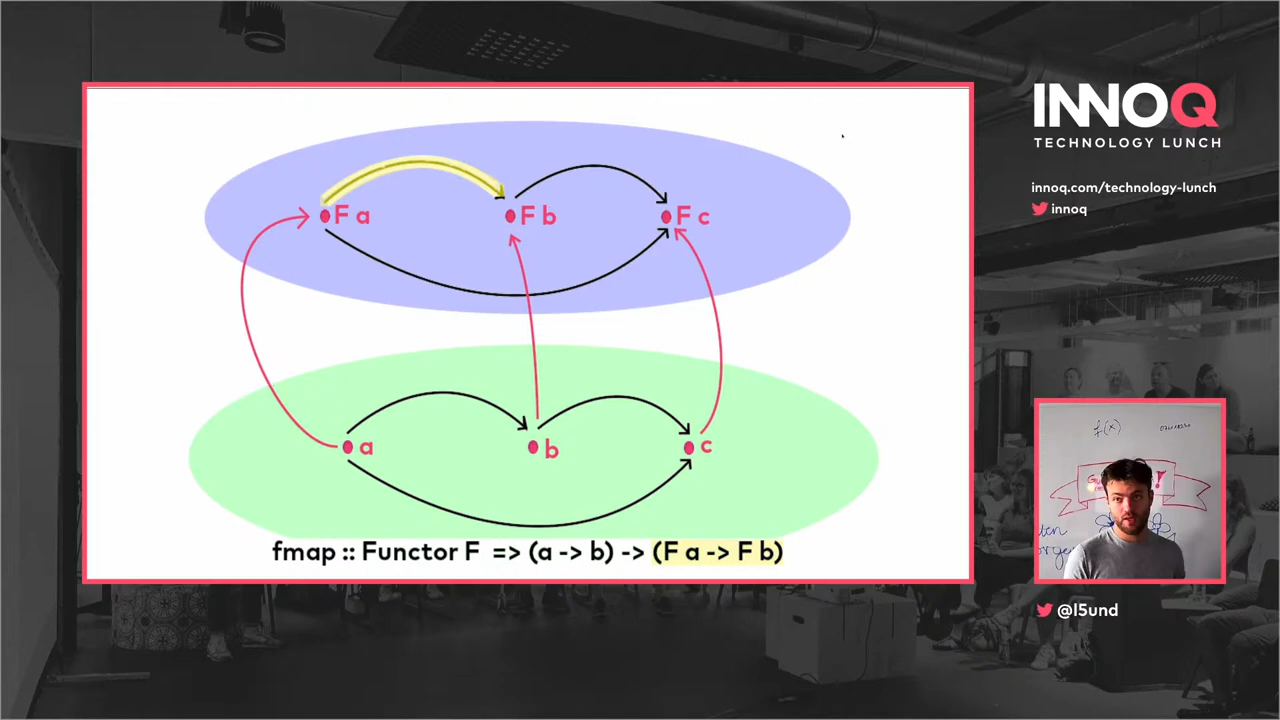 F a
F b
F c
a
b
c
fmap :: Functor F => (a -> b) -> (F a -> F b)
INNOQ
TECHNOLOGY LUNCH
innoq.com/technology-lunch
innoq
f(x)
@l5und